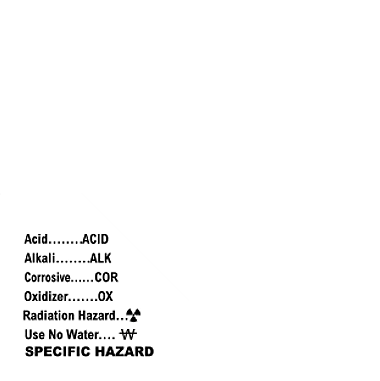 Acid........ACID
Alkali........ALK
Corrosive......COR
Oxidizer.......OX
Radiation Hazard...☢
Use No Water.... W̶
SPECIFIC HAZARD